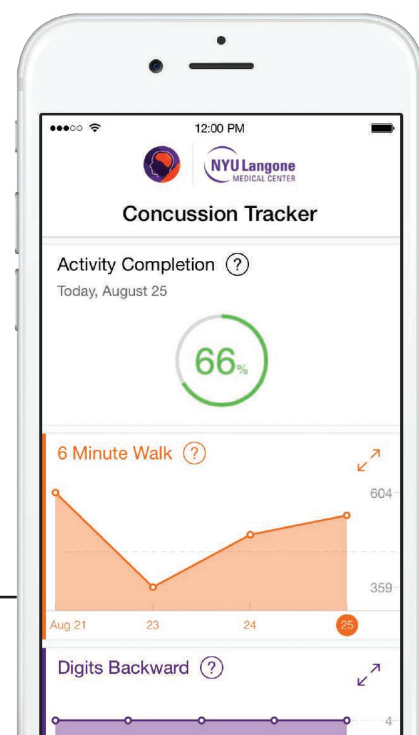 12:00 PM
NYU Langone
MEDICAL CENTER
Concussion Tracker
Activity Completion ?
Today, August 25
66%
6 Minute Walk ?
604
359
Aug 21 23 24 25
Digits Backward ?
4